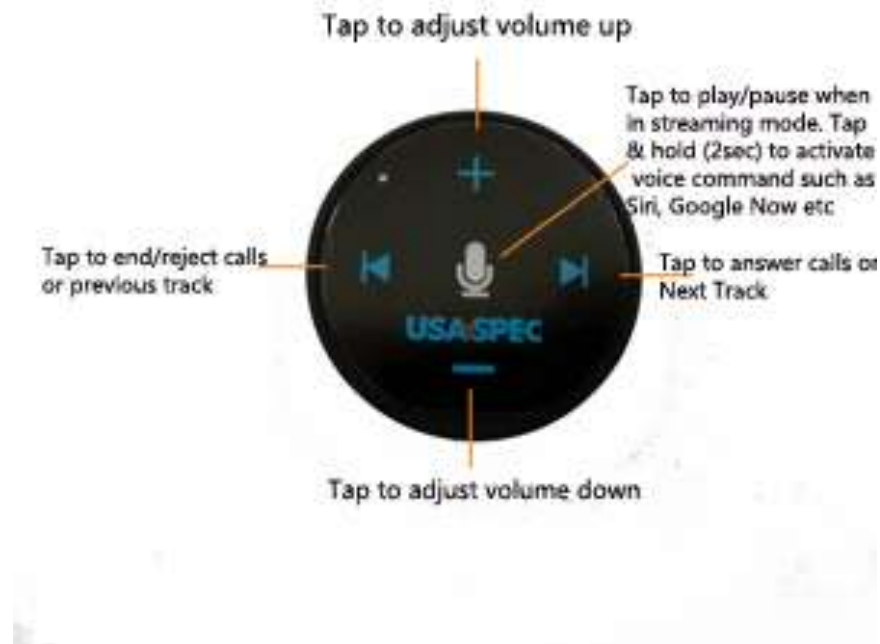 Tap to adjust volume up
Tap to play/pause when
in streaming mode. Tap
& hold (2sec) to activate
voice command such as
Siri, Google Now etc
Tap to end/reject calls
or previous track
Tap to answer calls or
Next Track
USA SPEC
Tap to adjust volume down